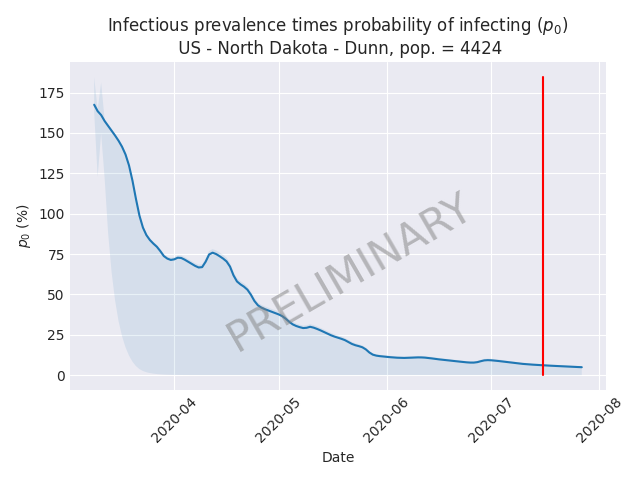 Infectious prevalence times probability of infecting (p₀)
US - North Dakota - Dunn, pop. = 4424
175
150
125
100
75
50
25
0
p₀ (%)
PRELIMINARY
2020-04
2020-05
2020-06
2020-07
2020-08
Date